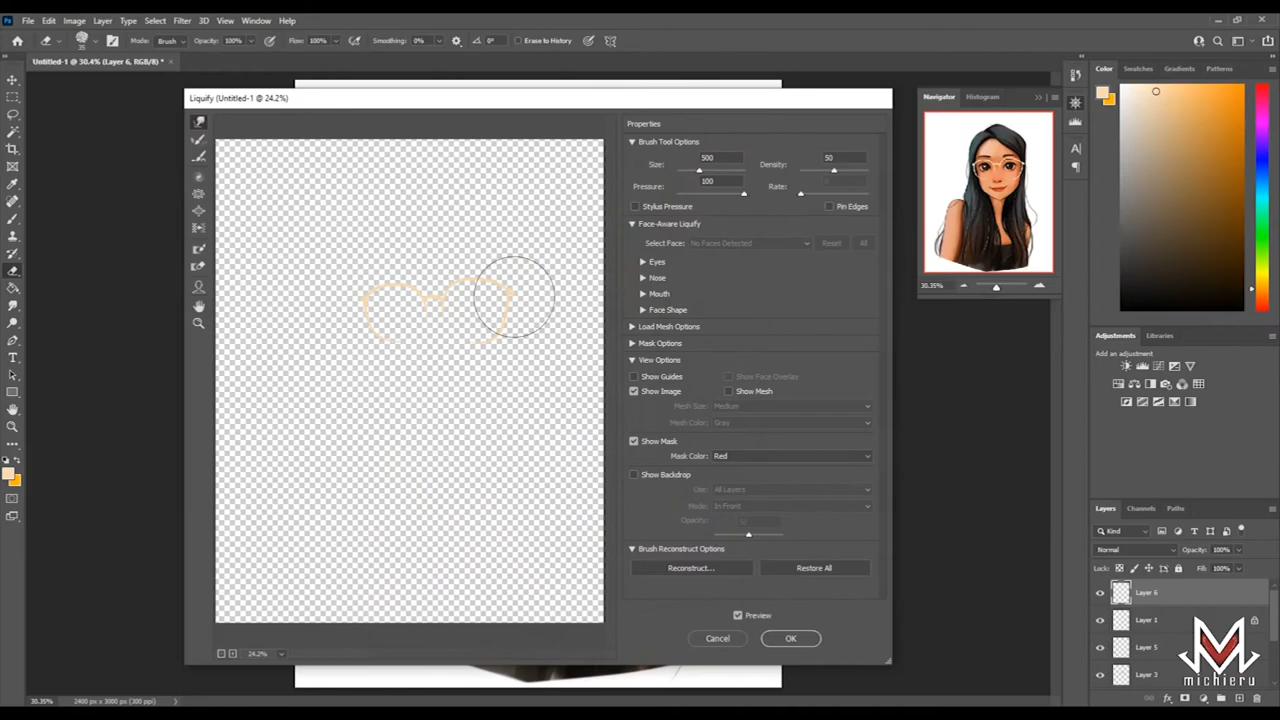 Ps File Edit Image Layer Type Select Filter 3D View Window Help
35 Mode: Brush Opacity: 100% Flow: 100% Smoothing: 0% 0° Erase to History
Untitled-1 @ 30.4% (Layer 6, RGB/8) * ×
Liquify (Untitled-1 @ 24.2%)
Properties
Brush Tool Options
Size: 500 Density: 50
Pressure: 100 Rate:
Stylus Pressure Pin Edges
Face-Aware Liquify
Select Face: No Faces Detected Reset All
Eyes
Nose
Mouth
Face Shape
Load Mesh Options
Mask Options
View Options
Show Guides Show Face Overlay
Show Image Show Mesh
Mesh Size: Medium
Mesh Color: Gray
Show Mask
Mask Color: Red
Show Backdrop
Use: All Layers
Mode: In Front
Opacity: 50
Brush Reconstruct Options
Reconstruct... Restore All
Preview
Cancel OK
24.2%
Navigator Histogram
30.35%
Color Swatches Gradients Patterns
Adjustments Libraries
Add an adjustment
Layers Channels Paths
Kind
Normal Opacity: 100%
Lock: Fill: 100%
Layer 6
Layer 1
Layer 5
Layer 3
michieru
30.35% 2400 px x 3000 px (300 ppi)